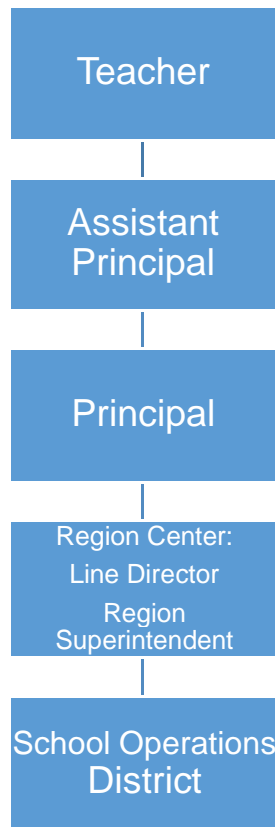 Teacher
Assistant
Principal
Principal
Region Center:
Line Director
Region
Superintendent
School Operations
District